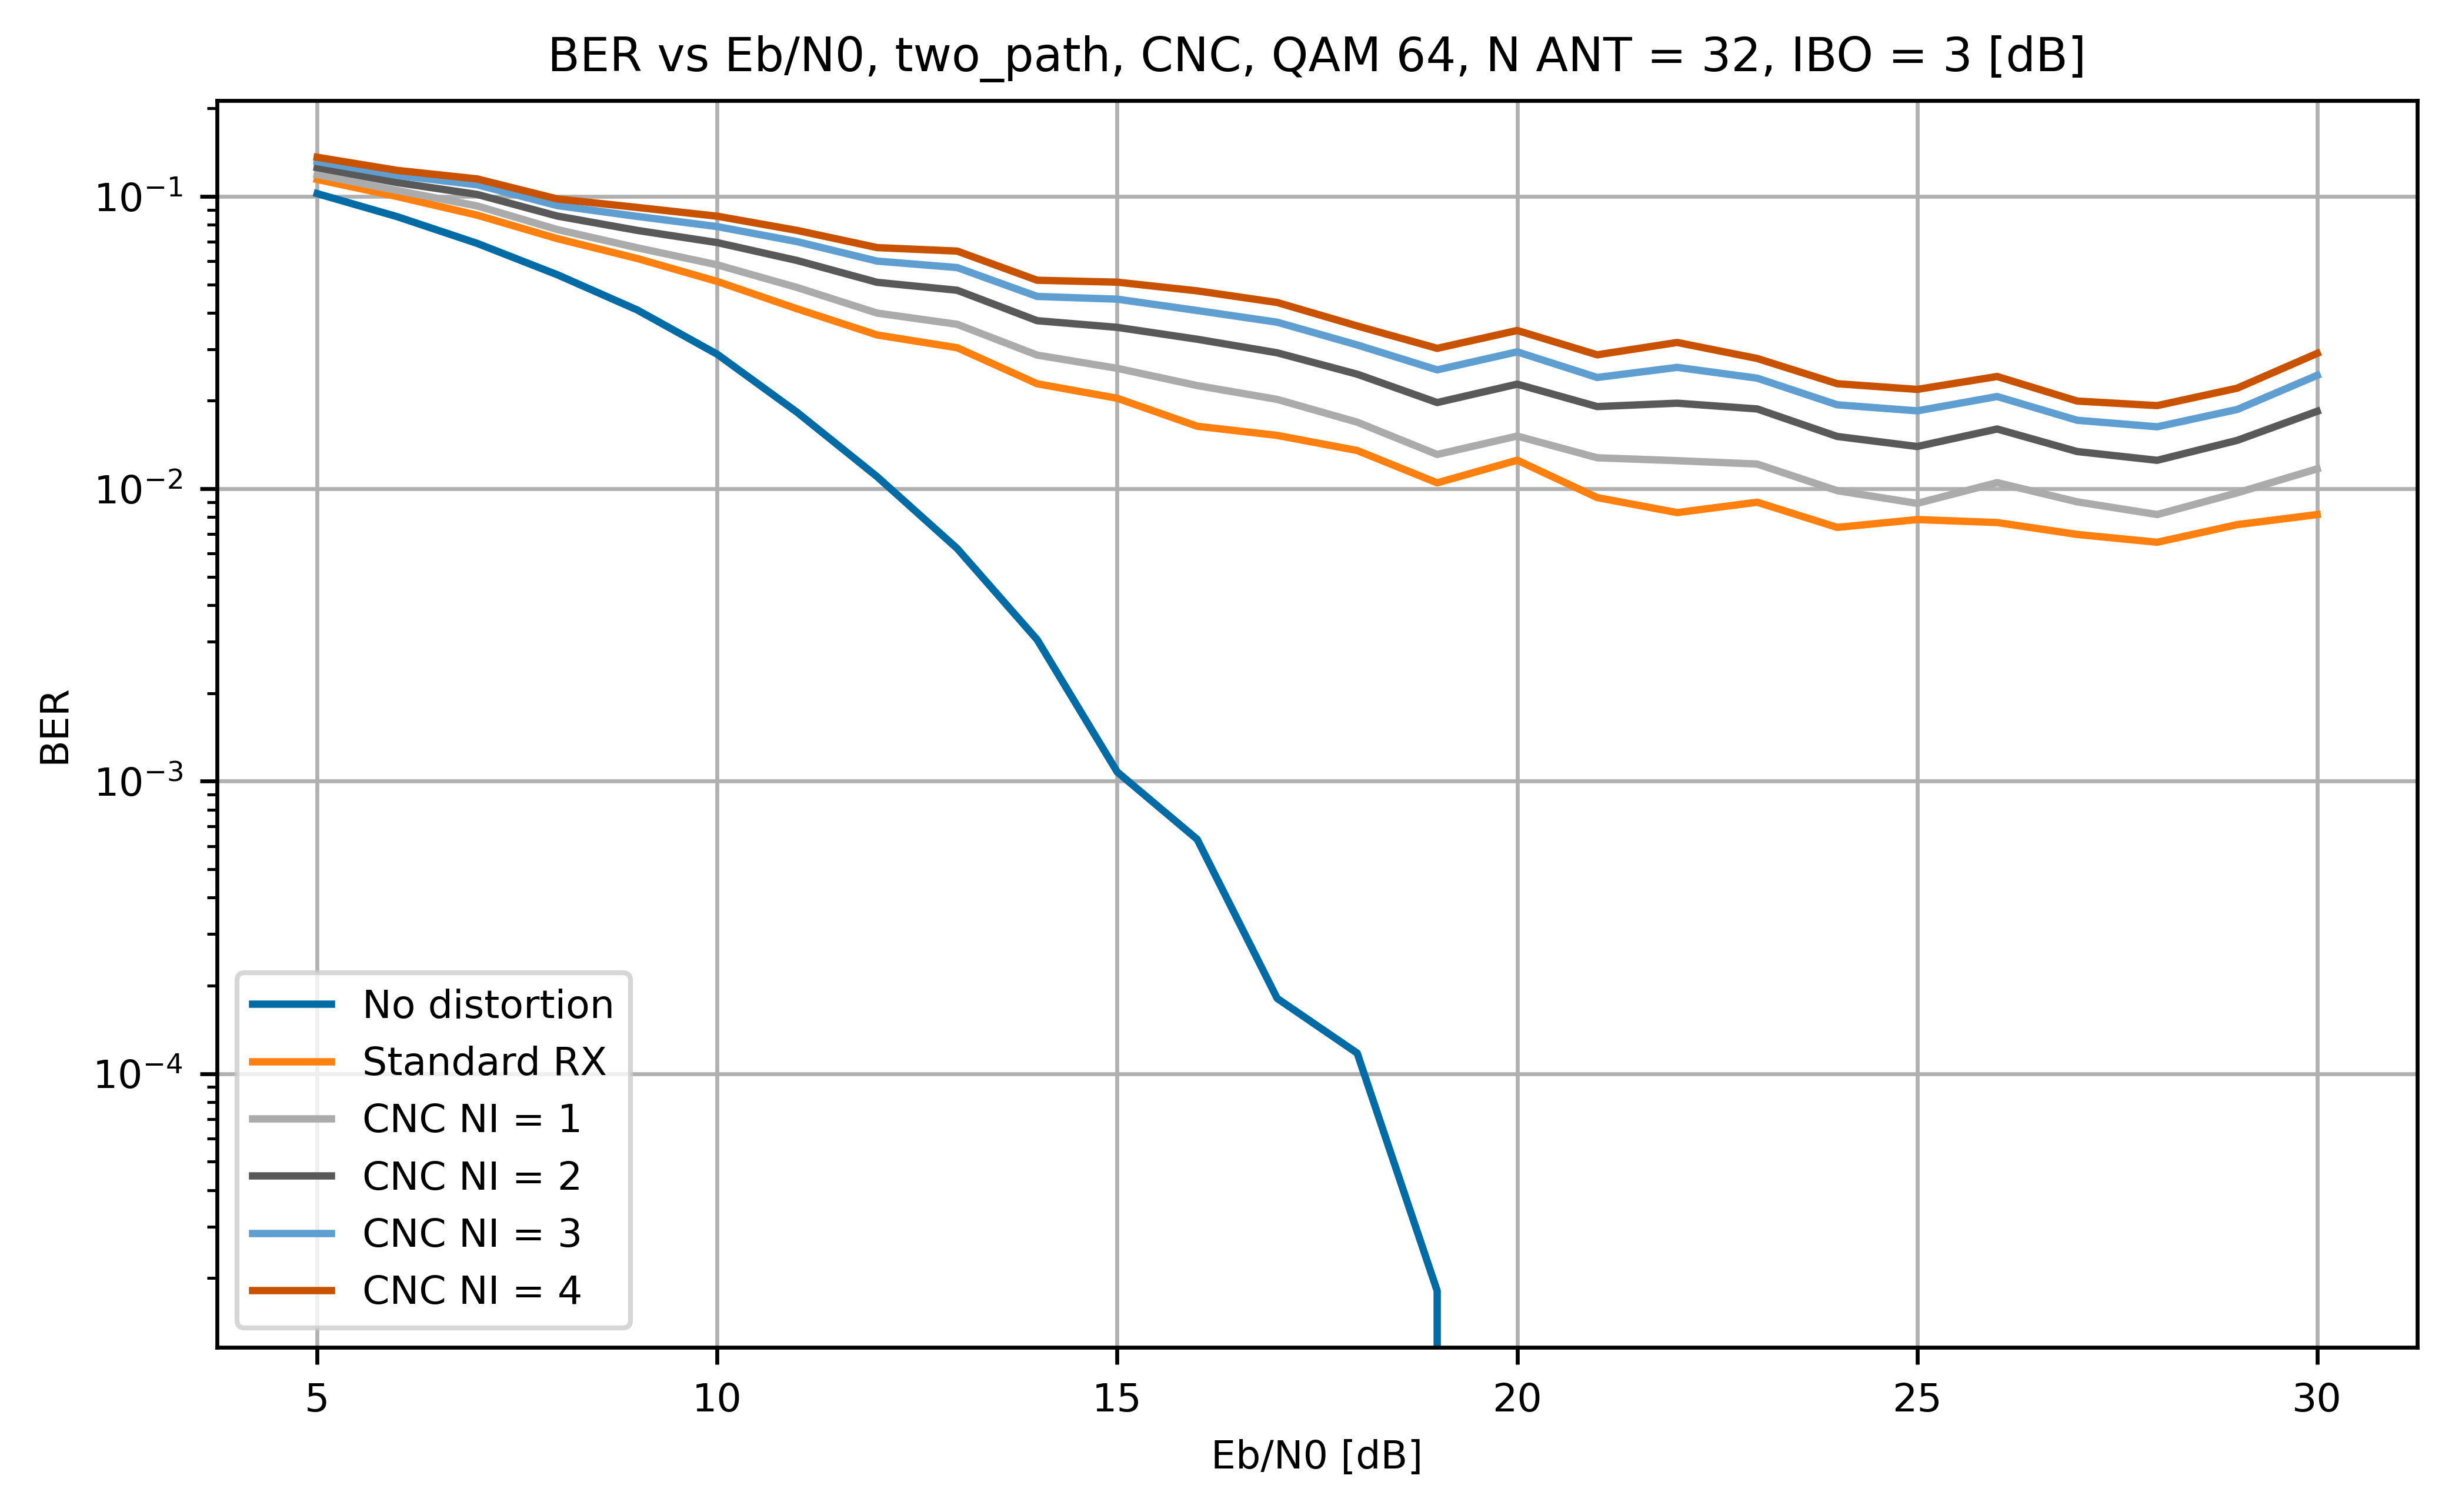 BER vs Eb/N0, two_path, CNC, QAM 64, N ANT = 32, IBO = 3 [dB]
BER
10⁻¹
10⁻²
10⁻³
10⁻⁴
No distortion
Standard RX
CNC NI = 1
CNC NI = 2
CNC NI = 3
CNC NI = 4
5 10 15 20 25 30
Eb/N0 [dB]